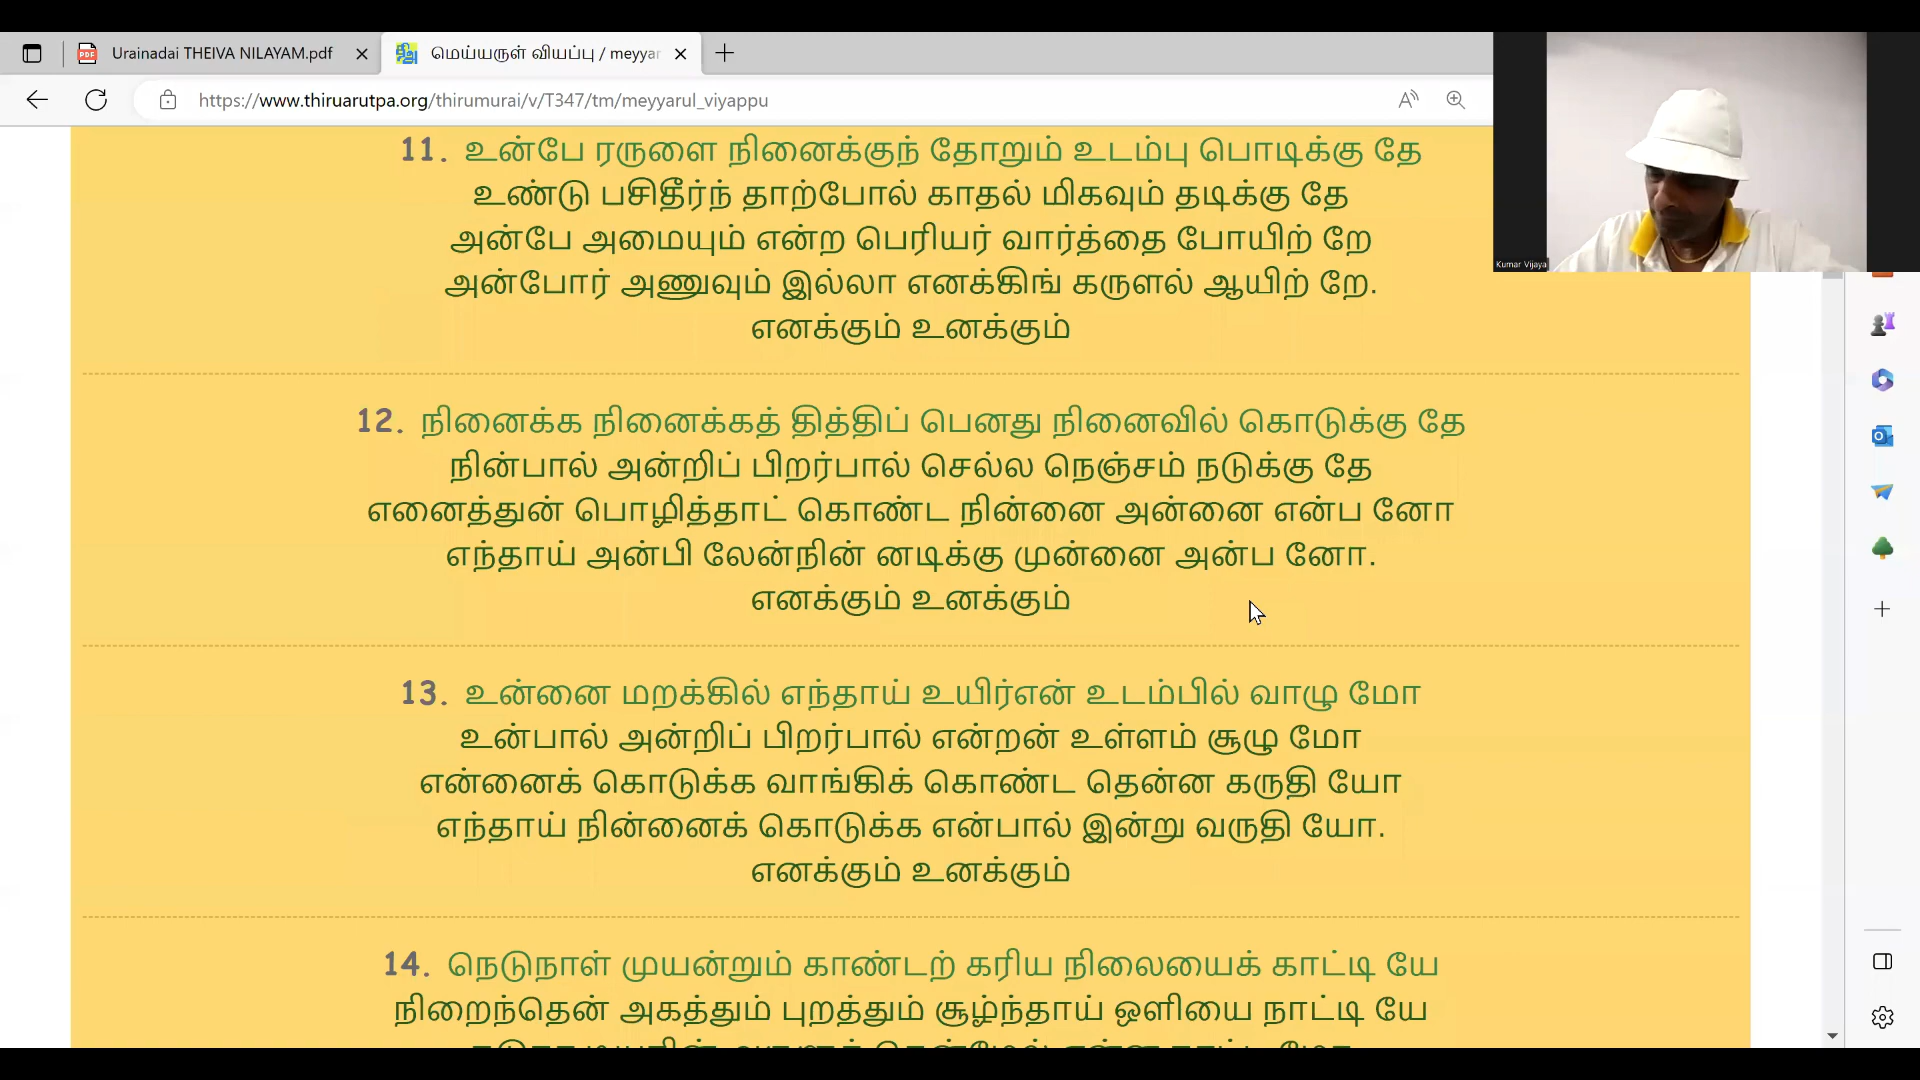 Urainadai THEIVA NILAYAM.pdf
மெய்யருள் வியப்பு / meyyar
https://www.thiruarutpa.org/thirumurai/v/T347/tm/meyyarul_viyappu
Kumar Vijaya
11. உன்பே ரருளை நினைக்குந் தோறும் உடம்பு பொடிக்கு தே
உண்டு பசிதீர்ந் தாற்போல் காதல் மிகவும் தடிக்கு தே
அன்பே அமையும் என்ற பெரியர் வார்த்தை போயிற் றே
அன்போர் அணுவும் இல்லா எனக்கிங் கருளல் ஆயிற் றே.
எனக்கும் உனக்கும்
12. நினைக்க நினைக்கத் தித்திப் பெனது நினைவில் கொடுக்கு தே
நின்பால் அன்றிப் பிறர்பால் செல்ல நெஞ்சம் நடுக்கு தே
எனைத்துன் பொழித்தாட் கொண்ட நின்னை அன்னை என்ப னோ
எந்தாய் அன்பி லேன்நின் னடிக்கு முன்னை அன்ப னோ.
எனக்கும் உனக்கும்
13. உன்னை மறக்கில் எந்தாய் உயிர்என் உடம்பில் வாழு மோ
உன்பால் அன்றிப் பிறர்பால் என்றன் உள்ளம் சூழு மோ
என்னைக் கொடுக்க வாங்கிக் கொண்ட தென்ன கருதி யோ
எந்தாய் நின்னைக் கொடுக்க என்பால் இன்று வருதி யோ.
எனக்கும் உனக்கும்
14. நெடுநாள் முயன்றும் காண்டற் கரிய நிலையைக் காட்டி யே
நிறைந்தென் அகத்தும் புறத்தும் சூழ்ந்தாய் ஒளியை நாட்டி யே